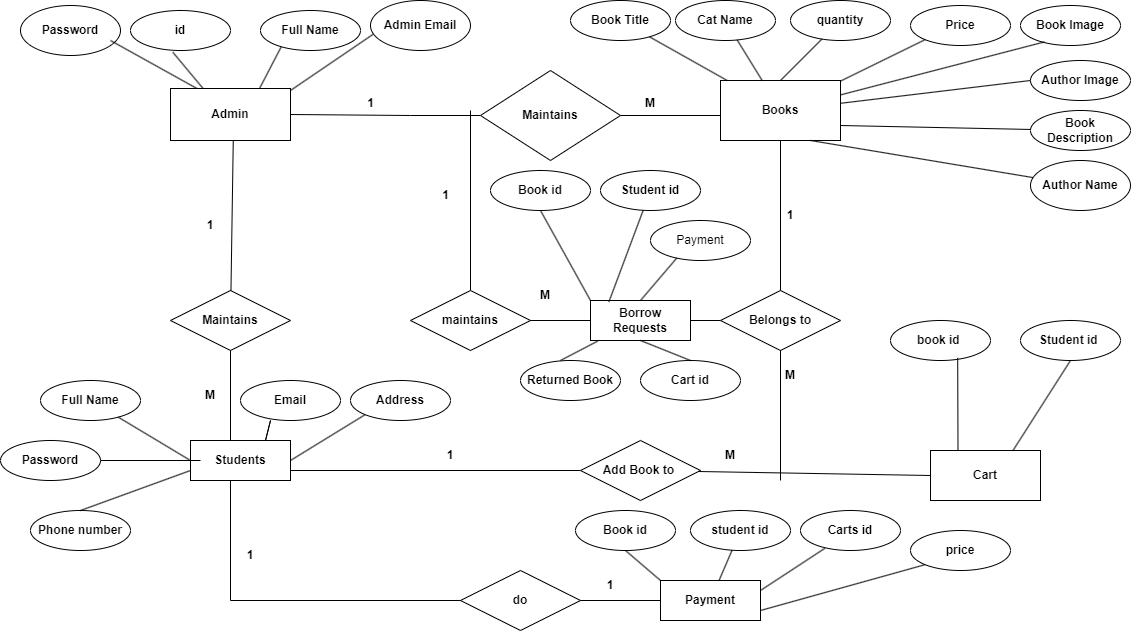 Password
id
Full Name
Admin Email
Book Title
Cat Name
quantity
Price
Book Image
Author Image
Book
Description
Author Name
Admin
1
Maintains
M
Books
1
1
1
Book id
Student id
Payment
M
Maintains
maintains
Borrow
Requests
Belongs to
book id
Student id
Returned Book
Cart id
M
M
Full Name
Email
Address
Password
Students
1
Add Book to
M
Cart
Phone number
Book id
student id
Carts id
price
1
do
1
Payment